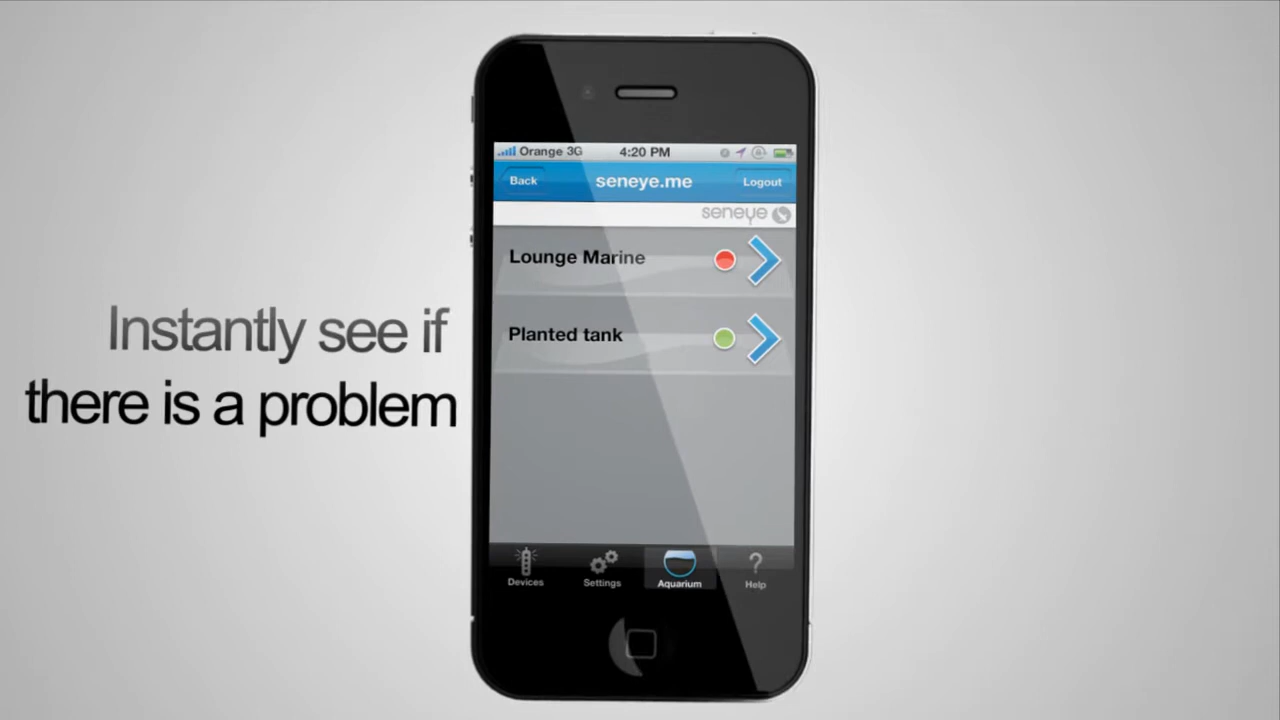 Orange 3G 4:20 PM
Back seneye.me Logout
seneye
Lounge Marine
Planted tank
Instantly see if
there is a problem
Devices Settings Aquarium Help